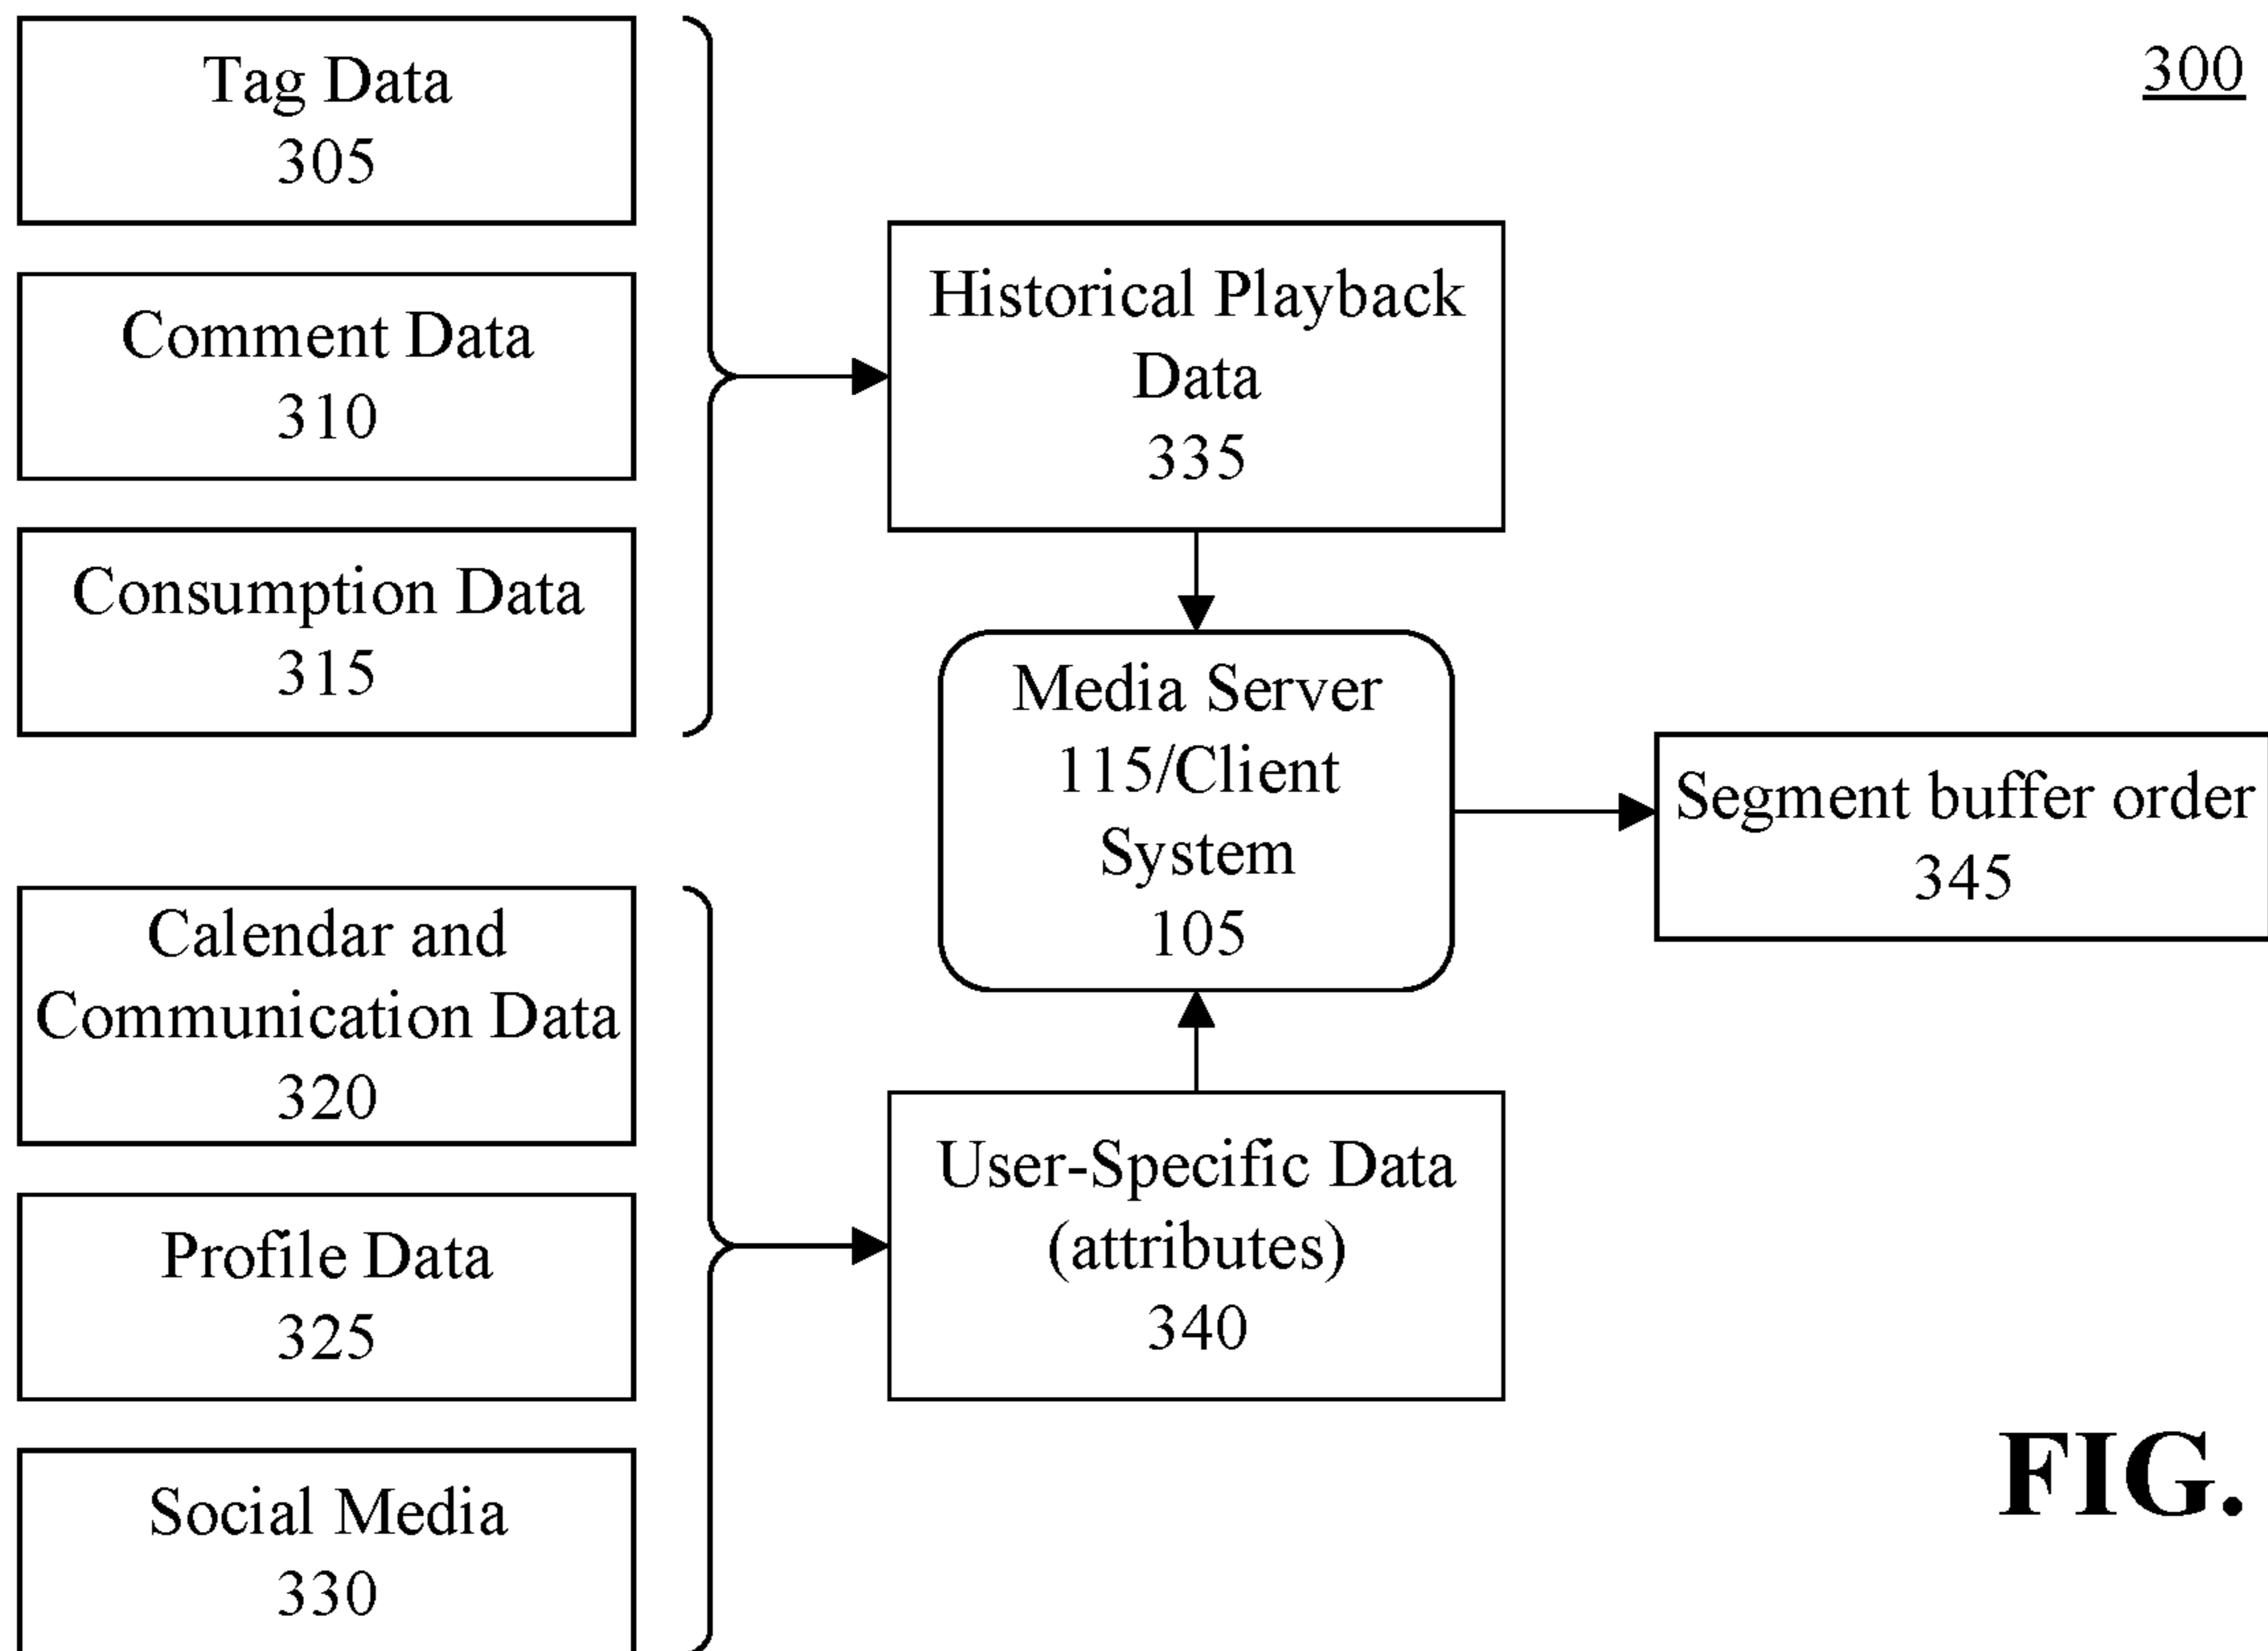 300
Tag Data
305
Comment Data
310
Consumption Data
315
Historical Playback
Data
335
Media Server
115/Client
System
105
Segment buffer order
345
Calendar and
Communication Data
320
Profile Data
325
Social Media
330
User-Specific Data
(attributes)
340
FIG.